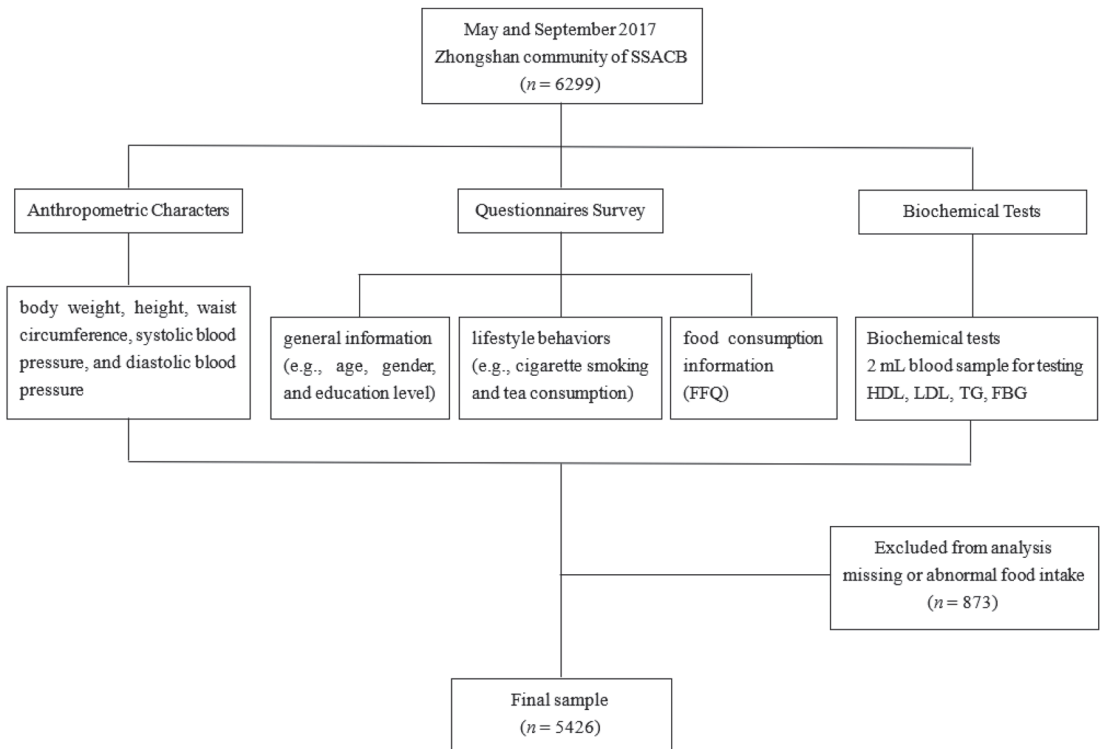 May and September 2017
Zhongshan community of SSACB
(n = 6299)
Anthropometric Characters
Questionnaires Survey
Biochemical Tests
body weight, height, waist
circumference, systolic blood
pressure, and diastolic blood
pressure
general information
(e.g., age, gender,
and education level)
lifestyle behaviors
(e.g., cigarette smoking
and tea consumption)
food consumption
information
(FFQ)
Biochemical tests
2 mL blood sample for testing
HDL, LDL, TG, FBG
Excluded from analysis
missing or abnormal food intake
(n = 873)
Final sample
(n = 5426)